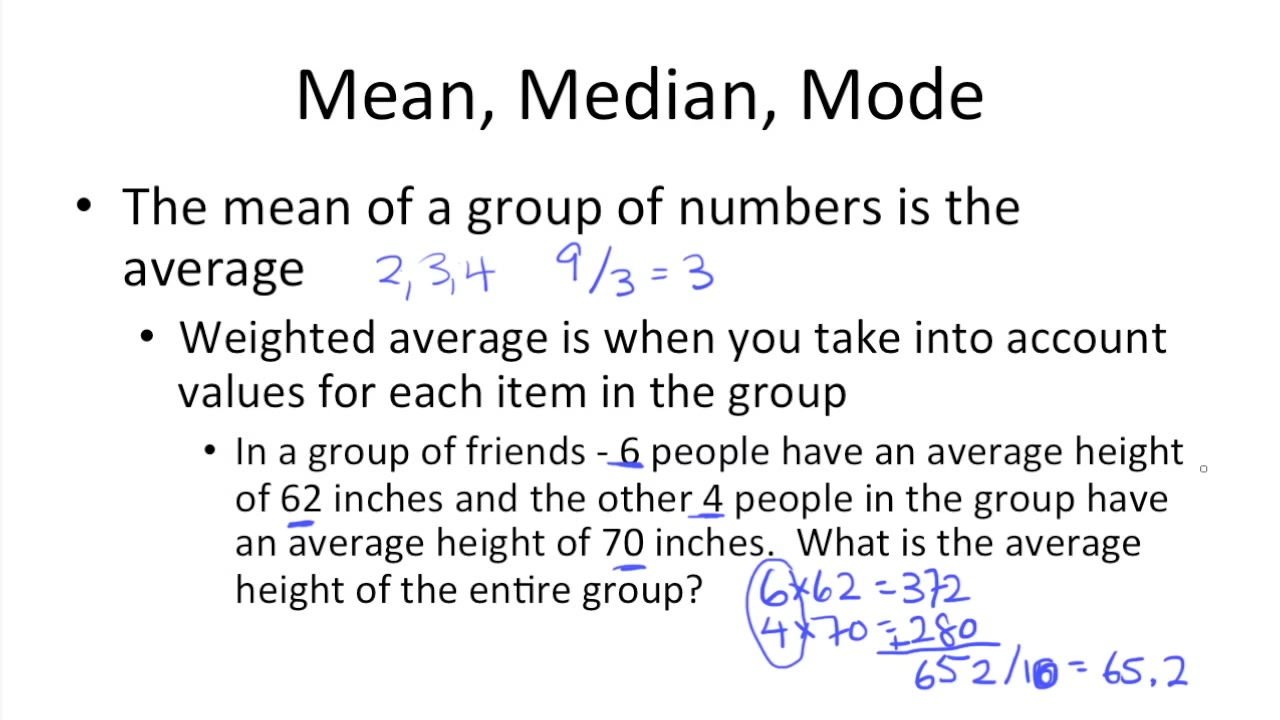 Mean, Median, Mode
• The mean of a group of numbers is the
average 2,3,4 9/3 = 3
• Weighted average is when you take into account
values for each item in the group
• In a group of friends - 6 people have an average height
of 62 inches and the other 4 people in the group have
an average height of 70 inches. What is the average
height of the entire group? 6×62 = 372
4×70 = +280
652/10 = 65.2